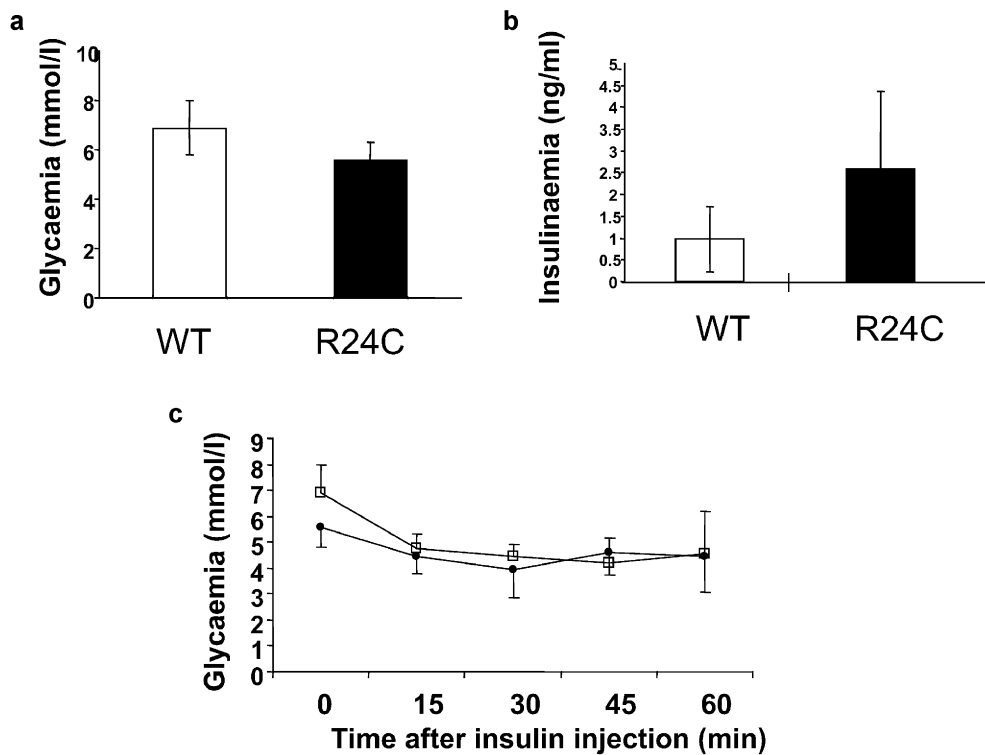 a
Glycaemia (mmol/l)
10
8
6
4
2
0
WT R24C
b
Insulinaemia (ng/ml)
5
4.5
4
3.5
3
2.5
2
1.5
1
0.5
0
WT R24C
c
Glycaemia (mmol/l)
9
8
7
6
5
4
3
2
1
0
0 15 30 45 60
Time after insulin injection (min)